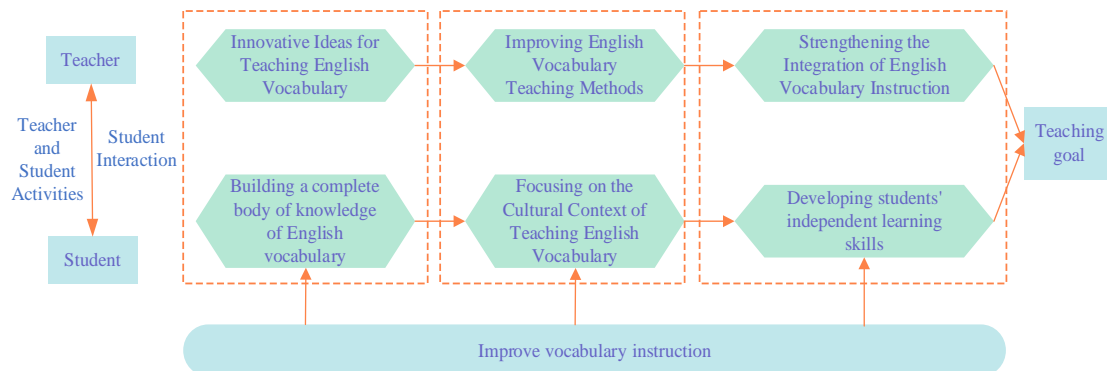 Teacher
Teacher
and
Student
Activities
Student
Interaction
Student
Innovative Ideas for
Teaching English
Vocabulary
Improving English
Vocabulary
Teaching Methods
Strengthening the
Integration of English
Vocabulary Instruction
Building a complete
body of knowledge
of English
vocabulary
Focusing on the
Cultural Context of
Teaching English
Vocabulary
Developing students'
independent learning
skills
Teaching
goal
Improve vocabulary instruction